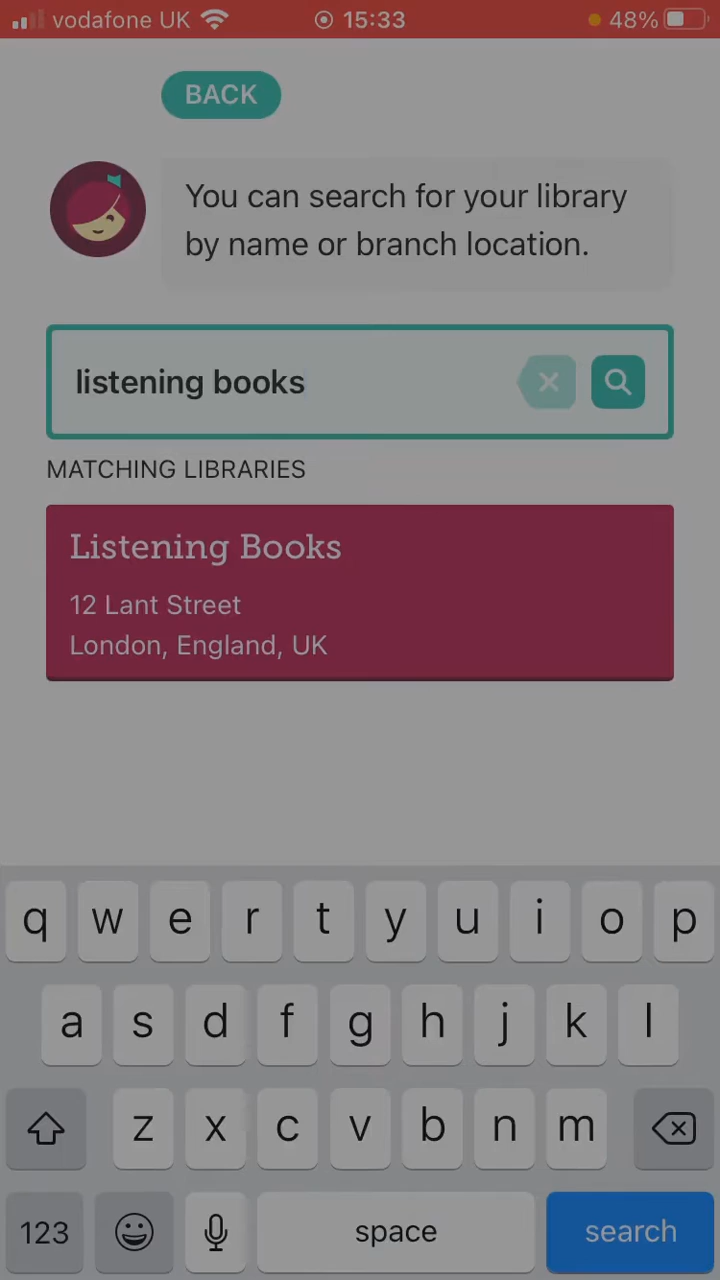 vodafone UK 15:33 48%
BACK
You can search for your library
by name or branch location.
listening books
MATCHING LIBRARIES
Listening Books
12 Lant Street
London, England, UK
q w e r t y u i o p
a s d f g h j k l
z x c v b n m
123 space search